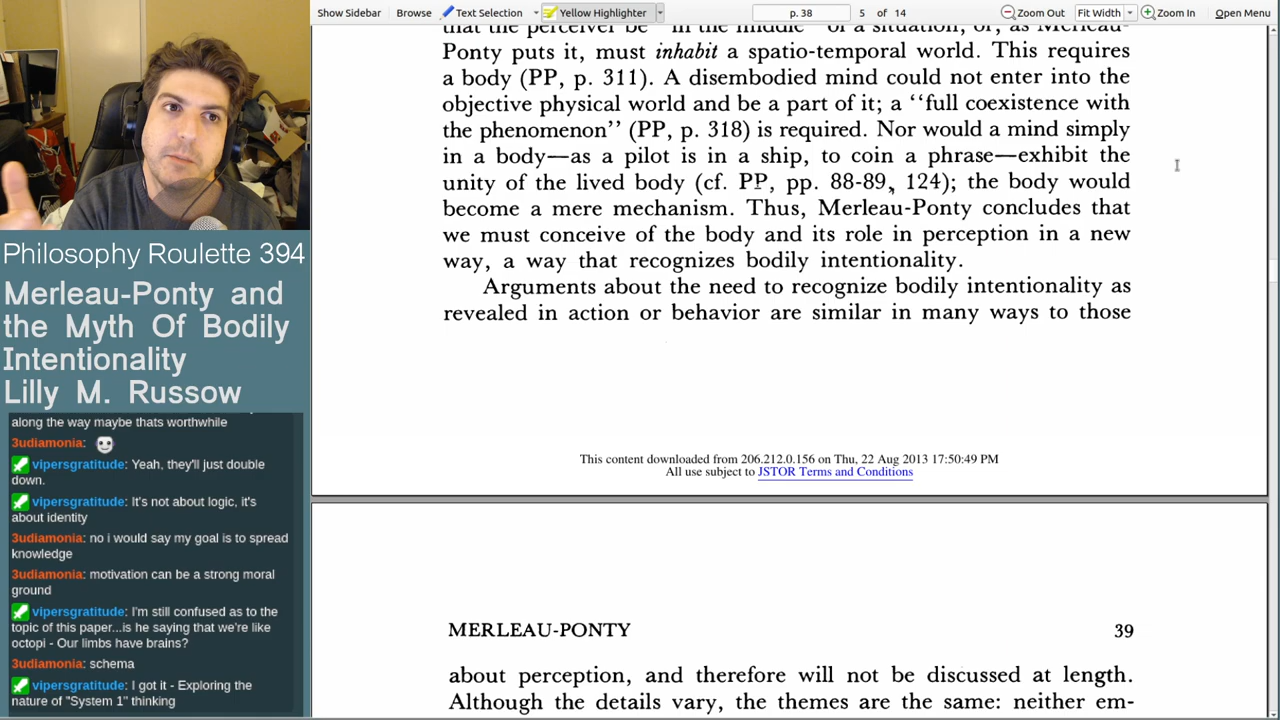 Show Sidebar Browse Text Selection Yellow Highlighter p. 38 5 of 14 Zoom Out Fit Width Zoom In Open Menu
that the perceiver be "in the middle" of a situation, or, as Merleau-
Ponty puts it, must inhabit a spatio-temporal world. This requires
a body (PP, p. 311). A disembodied mind could not enter into the
objective physical world and be a part of it; a ‘‘full coexistence with
the phenomenon’’ (PP, p. 318) is required. Nor would a mind simply
in a body—as a pilot is in a ship, to coin a phrase—exhibit the
unity of the lived body (cf. PP, pp. 88-89, 124); the body would
become a mere mechanism. Thus, Merleau-Ponty concludes that
we must conceive of the body and its role in perception in a new
way, a way that recognizes bodily intentionality.
Arguments about the need to recognize bodily intentionality as
revealed in action or behavior are similar in many ways to those
This content downloaded from 206.212.0.156 on Thu, 22 Aug 2013 17:50:49 PM
All use subject to JSTOR Terms and Conditions
MERLEAU-PONTY 39
about perception, and therefore will not be discussed at length.
Although the details vary, the themes are the same: neither em-
Philosophy Roulette 394
Merleau-Ponty and
the Myth Of Bodily
Intentionality
Lilly M. Russow
along the way maybe thats worthwhile
3udiamonia:
vipersgratitude: Yeah, they'll just double
down.
vipersgratitude: It's not about logic, it's
about identity
3udiamonia: no i would say my goal is to spread
knowledge
3udiamonia: motivation can be a strong moral
ground
vipersgratitude: I'm still confused as to the
topic of this paper...is he saying that we're like
octopi - Our limbs have brains?
3udiamonia: schema
vipersgratitude: I got it - Exploring the
nature of "System 1" thinking